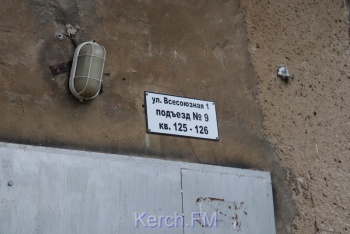 ул. Всесоюзная 1
подъезд № 9
кв. 125 - 126
Kerch.FM